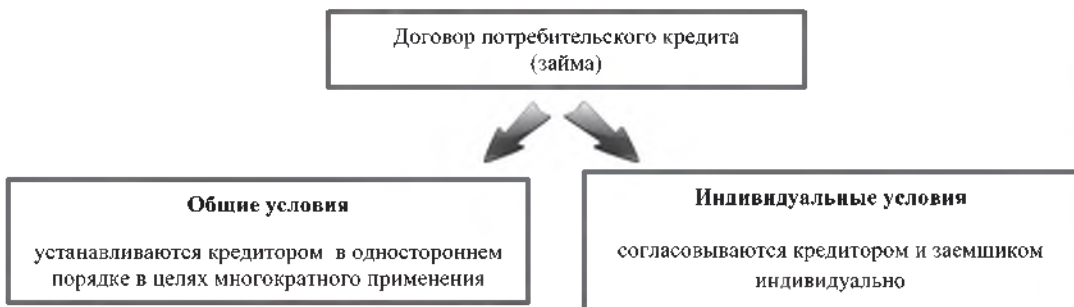 Договор потребительского кредита
(займа)
Общие условия
устанавливаются кредитором в одностороннем
порядке в целях многократного применения
Индивидуальные условия
согласовываются кредитором и заемщиком
индивидуально